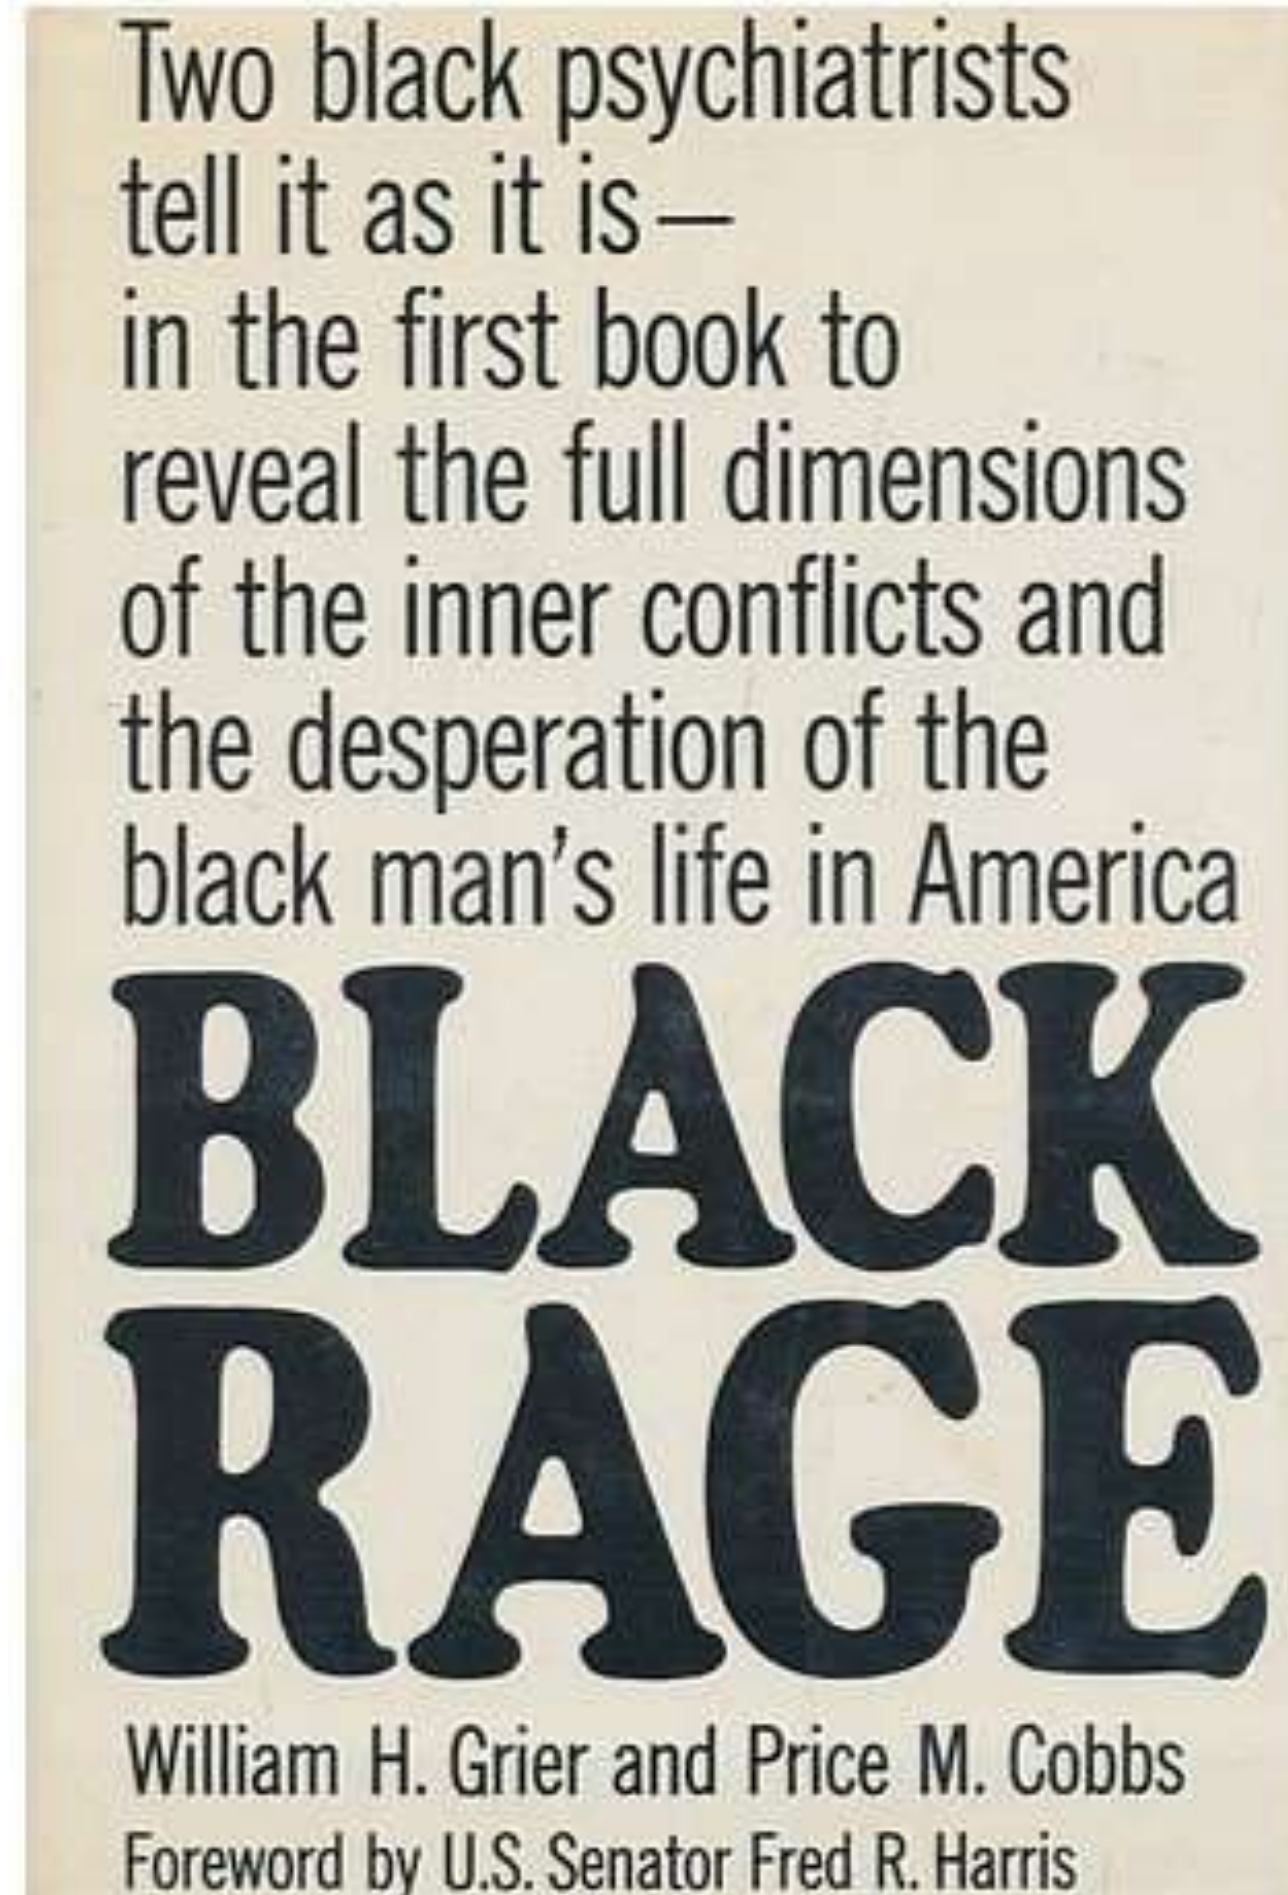 Two black psychiatrists
tell it as it is—
in the first book to
reveal the full dimensions
of the inner conflicts and
the desperation of the
black man's life in America
BLACK
RAGE
William H. Grier and Price M. Cobbs
Foreword by U.S. Senator Fred R. Harris